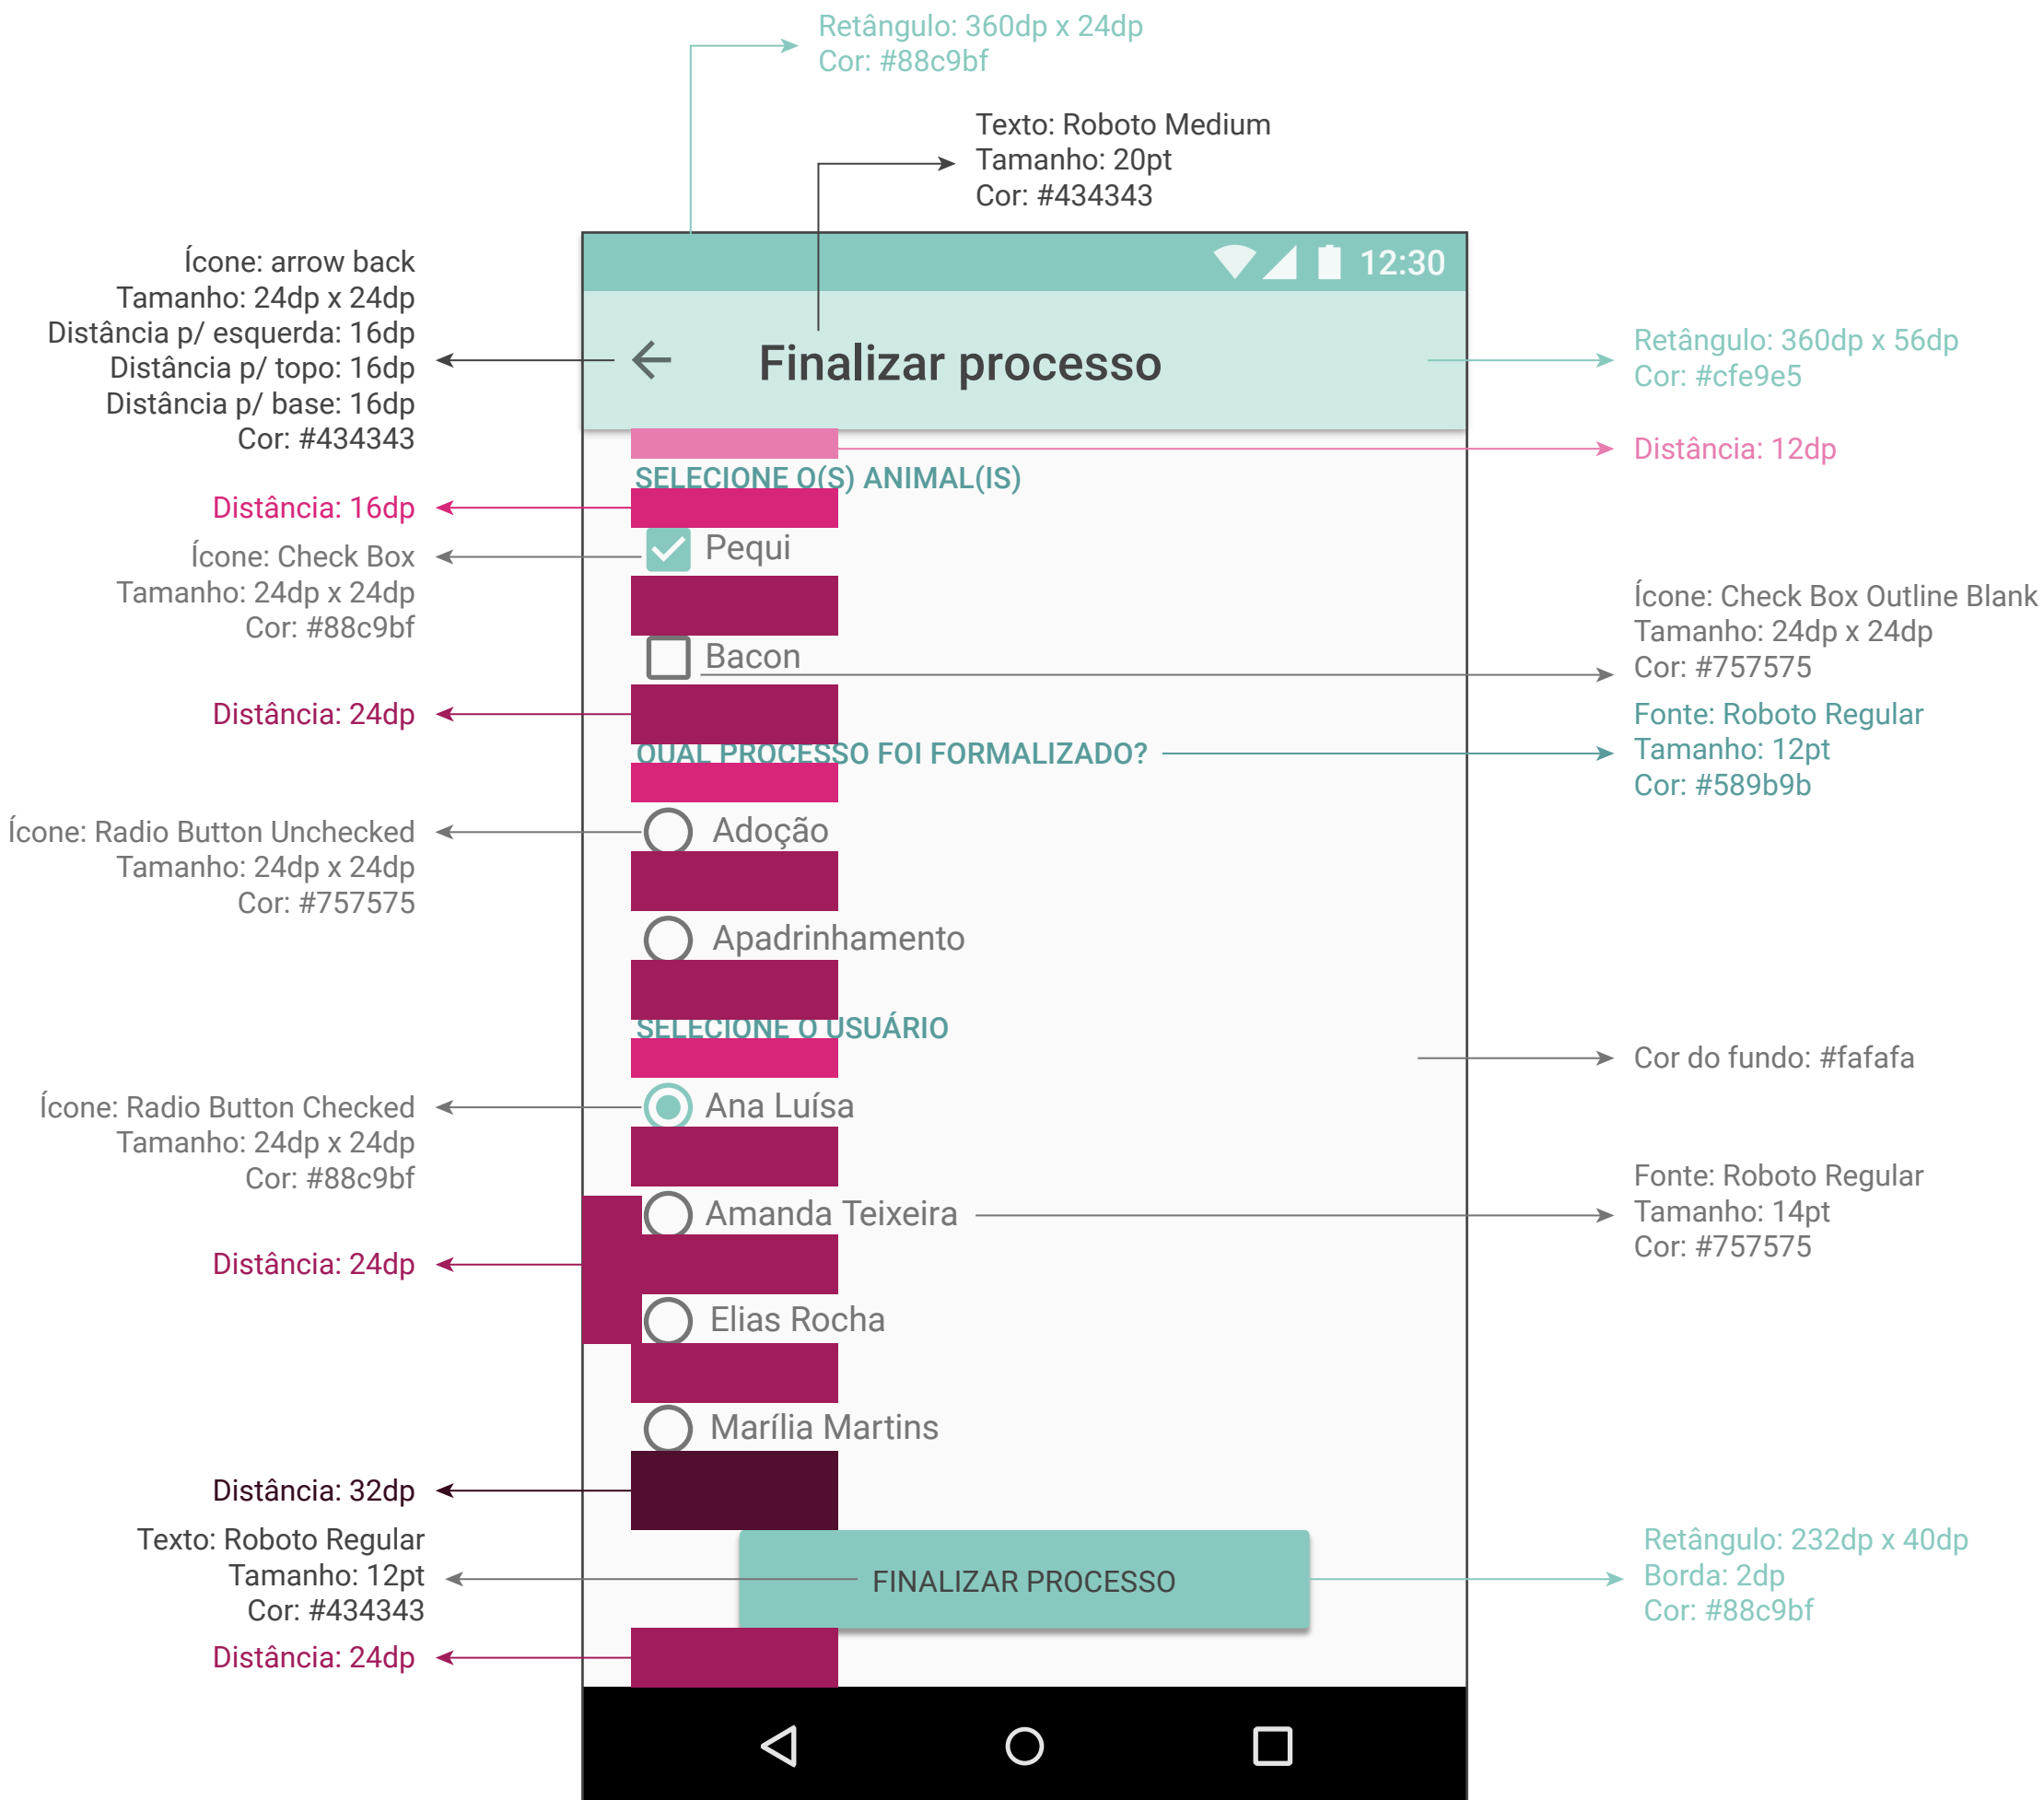 Retângulo: 360dp x 24dp
Cor: #88c9bf
Texto: Roboto Medium
Tamanho: 20pt
Cor: #434343
Ícone: arrow back
Tamanho: 24dp x 24dp
Distância p/ esquerda: 16dp
Distância p/ topo: 16dp
Distância p/ base: 16dp
Cor: #434343
12:30
Finalizar processo
Retângulo: 360dp x 56dp
Cor: #cfe9e5
Distância: 12dp
SELECIONE O(S) ANIMAL(IS)
Distância: 16dp
Pequi
Ícone: Check Box
Tamanho: 24dp x 24dp
Cor: #88c9bf
Ícone: Check Box Outline Blank
Tamanho: 24dp x 24dp
Cor: #757575
Bacon
Distância: 24dp
Fonte: Roboto Regular
Tamanho: 12pt
Cor: #589b9b
QUAL PROCESSO FOI FORMALIZADO?
Ícone: Radio Button Unchecked
Tamanho: 24dp x 24dp
Cor: #757575
Adoção
Apadrinhamento
SELECIONE O USUÁRIO
Cor do fundo: #fafafa
Ícone: Radio Button Checked
Tamanho: 24dp x 24dp
Cor: #88c9bf
Ana Luísa
Amanda Teixeira
Fonte: Roboto Regular
Tamanho: 14pt
Cor: #757575
Distância: 24dp
Elias Rocha
Marília Martins
Distância: 32dp
Texto: Roboto Regular
Tamanho: 12pt
Cor: #434343
FINALIZAR PROCESSO
Retângulo: 232dp x 40dp
Borda: 2dp
Cor: #88c9bf
Distância: 24dp